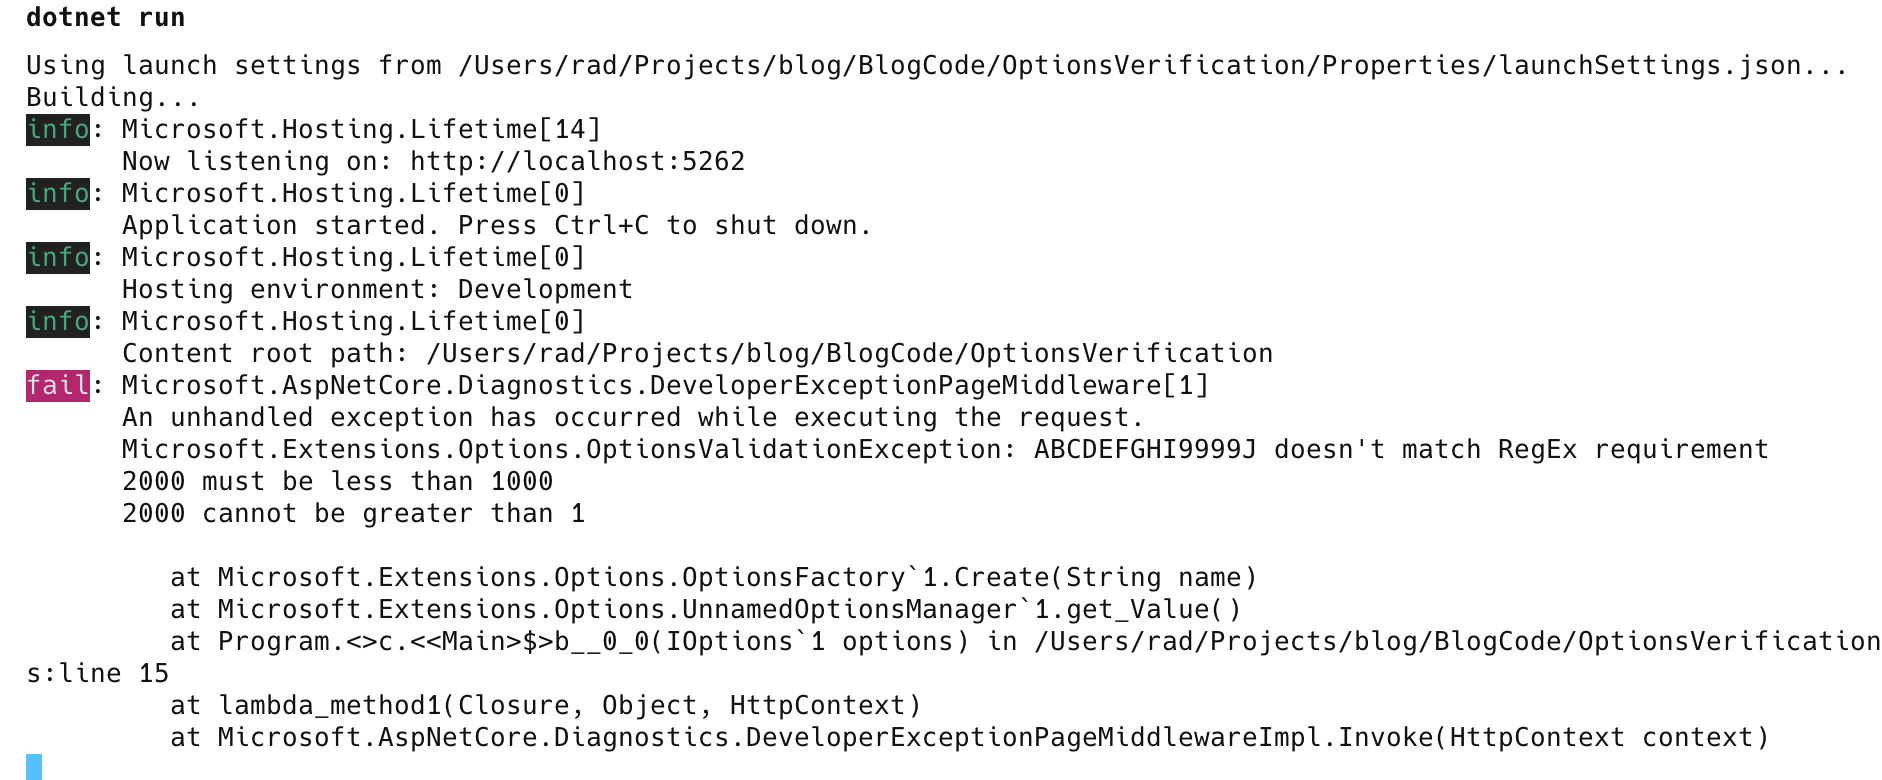 dotnet run
Using launch settings from /Users/rad/Projects/blog/BlogCode/OptionsVerification/Properties/launchSettings.json...
Building...
info: Microsoft.Hosting.Lifetime[14]
      Now listening on: http://localhost:5262
info: Microsoft.Hosting.Lifetime[0]
      Application started. Press Ctrl+C to shut down.
info: Microsoft.Hosting.Lifetime[0]
      Hosting environment: Development
info: Microsoft.Hosting.Lifetime[0]
      Content root path: /Users/rad/Projects/blog/BlogCode/OptionsVerification
fail: Microsoft.AspNetCore.Diagnostics.DeveloperExceptionPageMiddleware[1]
      An unhandled exception has occurred while executing the request.
      Microsoft.Extensions.Options.OptionsValidationException: ABCDEFGHI9999J doesn't match RegEx requirement
      2000 must be less than 1000
      2000 cannot be greater than 1
         at Microsoft.Extensions.Options.OptionsFactory`1.Create(String name)
         at Microsoft.Extensions.Options.UnnamedOptionsManager`1.get_Value()
         at Program.<>c.<<Main>$>b__0_0(IOptions`1 options) in /Users/rad/Projects/blog/BlogCode/OptionsVerification
s:line 15
         at lambda_method1(Closure, Object, HttpContext)
         at Microsoft.AspNetCore.Diagnostics.DeveloperExceptionPageMiddlewareImpl.Invoke(HttpContext context)